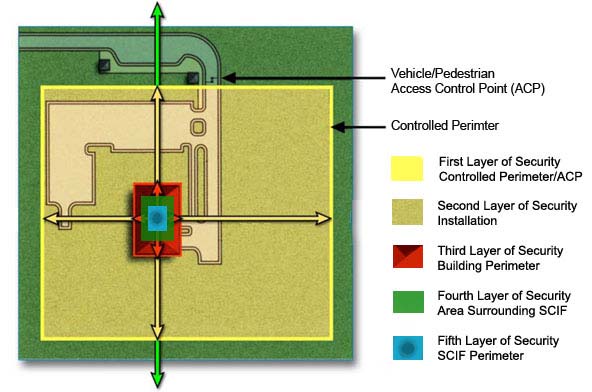 Vehicle/Pedestrian
Access Control Point (ACP)
Controlled Perimter
First Layer of Security
Controlled Perimeter/ACP
Second Layer of Security
Installation
Third Layer of Security
Building Perimeter
Fourth Layer of Security
Area Surrounding SCIF
Fifth Layer of Security
SCIF Perimeter